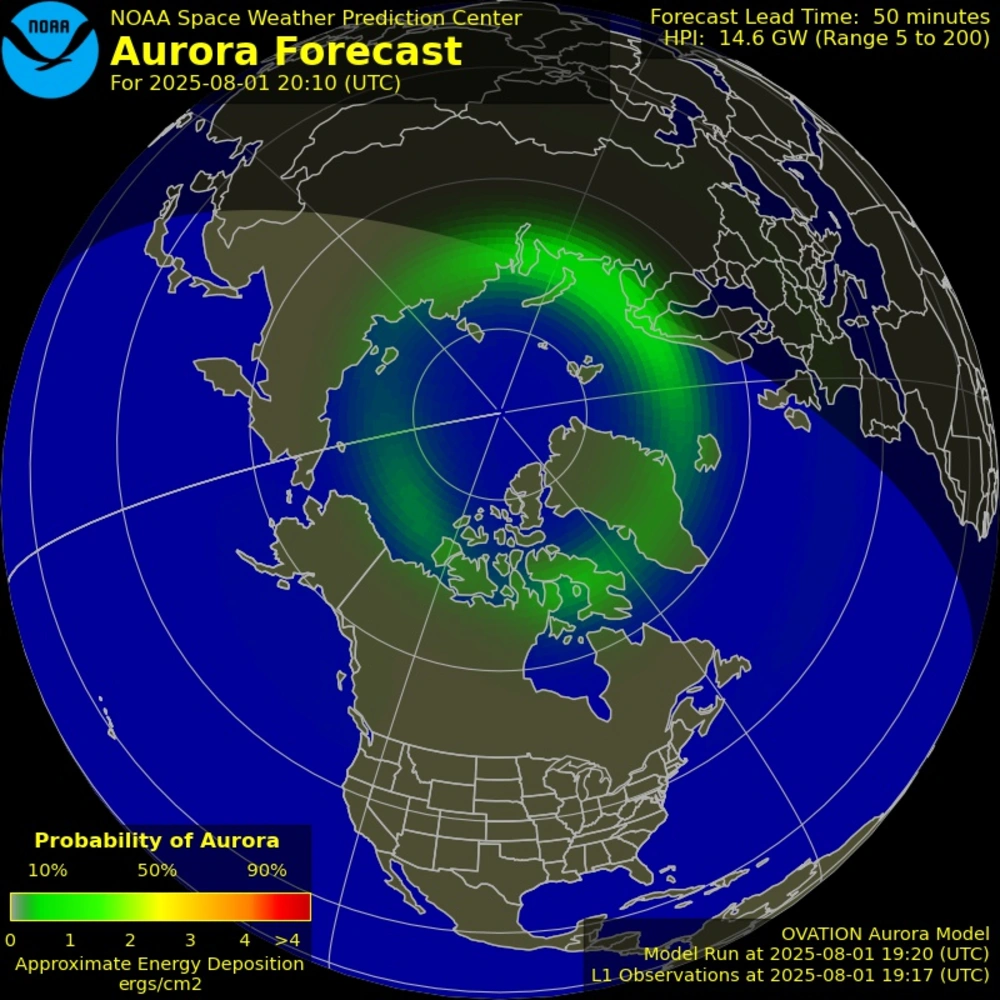 NOAA
NOAA Space Weather Prediction Center
Aurora Forecast
For 2025-08-01 20:10 (UTC)
Forecast Lead Time: 50 minutes
HPI: 14.6 GW (Range 5 to 200)
Probability of Aurora
10% 50% 90%
0 1 2 3 4 >4
Approximate Energy Deposition
ergs/cm2
OVATION Aurora Model
Model Run at 2025-08-01 19:20 (UTC)
L1 Observations at 2025-08-01 19:17 (UTC)